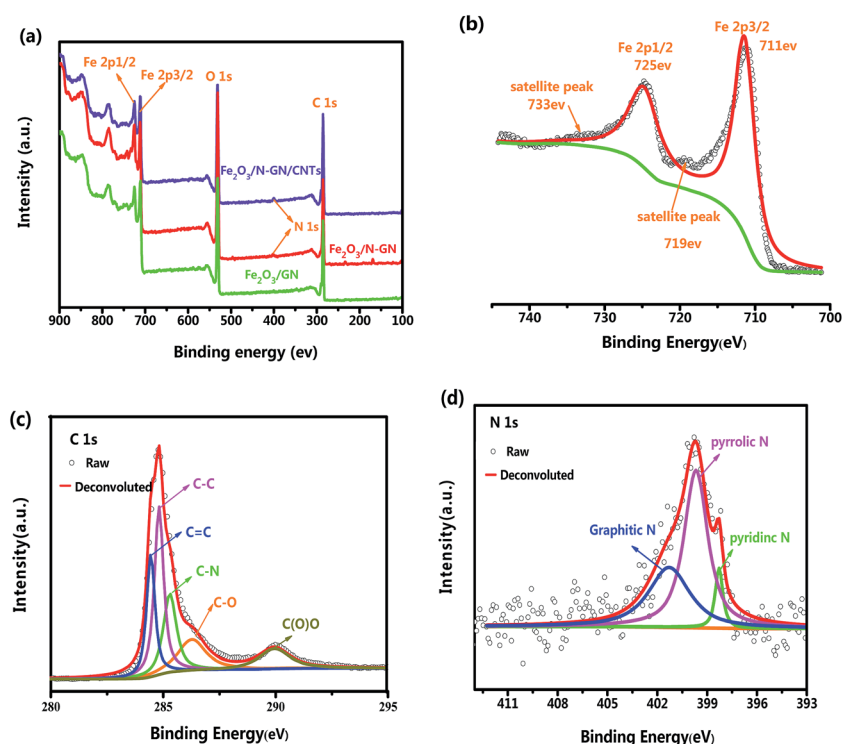 (a)
Fe 2p1/2
Fe 2p3/2
O 1s
C 1s
Fe2O3/N-GN/CNTs
N 1s
Fe2O3/N-GN
Fe2O3/GN
Intensity (a.u.)
900 800 700 600 500 400 300 200 100
Binding energy (ev)
(b)
Fe 2p3/2
711ev
Fe 2p1/2
725ev
satellite peak
733ev
satellite peak
719ev
Intensity (a.u.)
740 730 720 710 700
Binding Energy(eV)
(c)
C 1s
Raw
Deconvoluted
C-C
C=C
C-N
C-O
C(O)O
Intensity(a.u.)
280 285 290 295
Binding Energy(eV)
(d)
N 1s
Raw
Deconvoluted
pyrrolic N
Graphitic N
pyridinc N
Intensity(a.u.)
411 408 405 402 399 396 393
Binding Energy(eV)